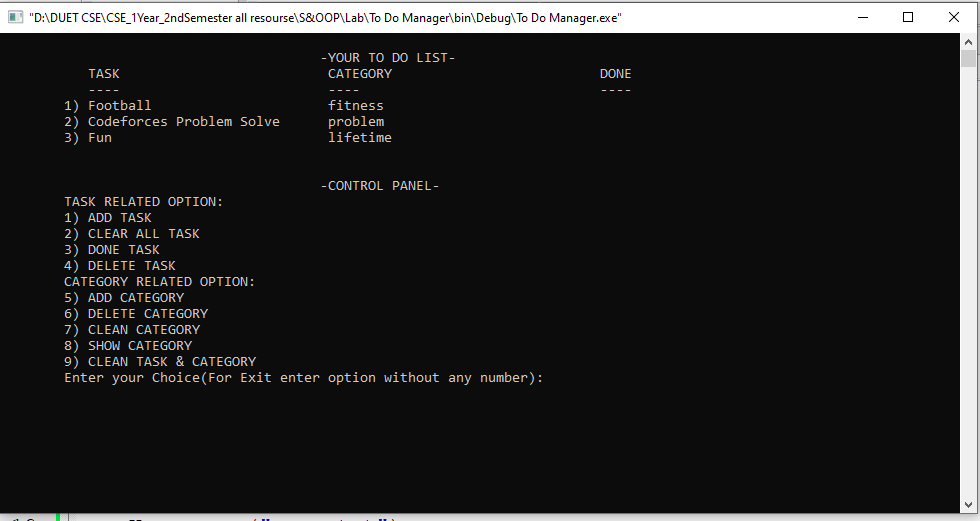 "D:\DUET CSE\CSE_1Year_2ndSemester all resourse\S&OOP\Lab\To Do Manager\bin\Debug\To Do Manager.exe"
-YOUR TO DO LIST-
TASK CATEGORY DONE
---- ---- ----
1) Football fitness
2) Codeforces Problem Solve problem
3) Fun lifetime
-CONTROL PANEL-
TASK RELATED OPTION:
1) ADD TASK
2) CLEAR ALL TASK
3) DONE TASK
4) DELETE TASK
CATEGORY RELATED OPTION:
5) ADD CATEGORY
6) DELETE CATEGORY
7) CLEAN CATEGORY
8) SHOW CATEGORY
9) CLEAN TASK & CATEGORY
Enter your Choice(For Exit enter option without any number):